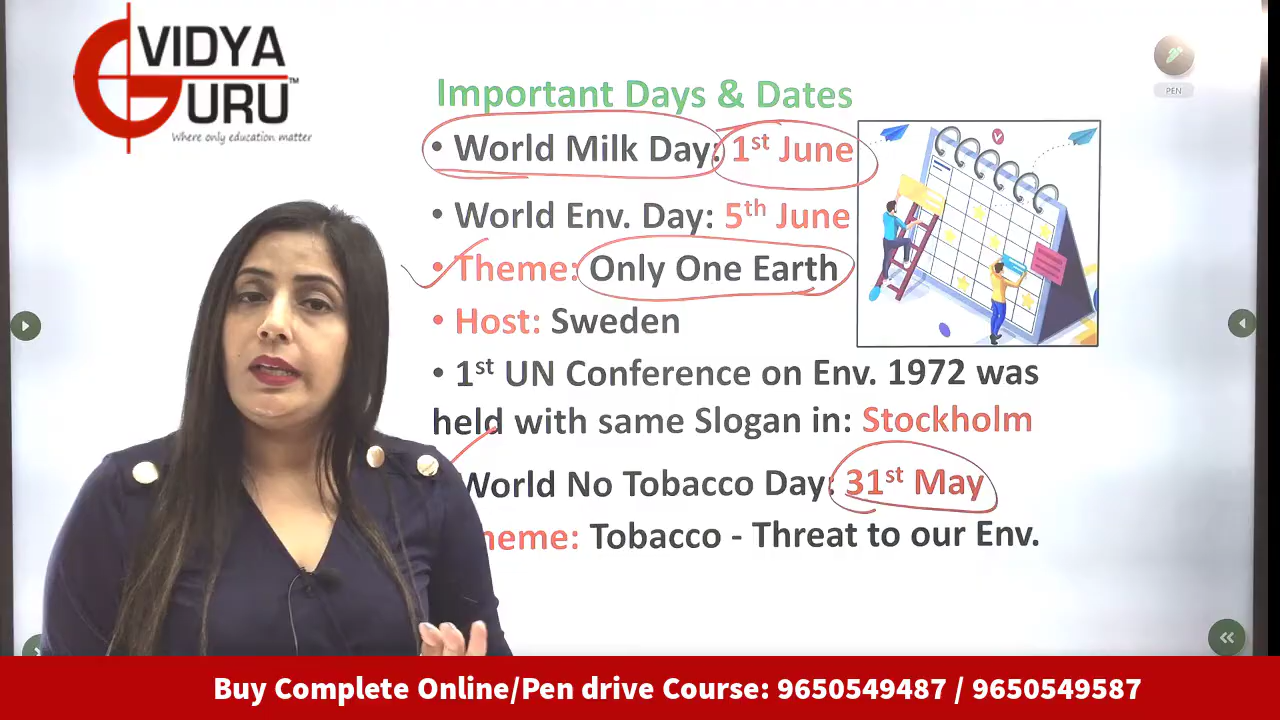 VIDYA
GURU™
Where only education matter
Important Days & Dates
• World Milk Day: 1st June
• World Env. Day: 5th June
• Theme: Only One Earth
• Host: Sweden
• 1st UN Conference on Env. 1972 was
held with same Slogan in: Stockholm
World No Tobacco Day: 31st May
heme: Tobacco - Threat to our Env.
PEN
Buy Complete Online/Pen drive Course: 9650549487 / 9650549587